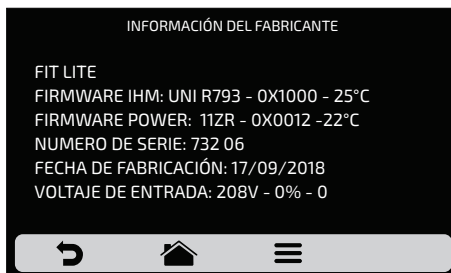 INFORMACIÓN DEL FABRICANTE
FIT LITE
FIRMWARE IHM: UNI R793 - 0X1000 - 25°C
FIRMWARE POWER: 11ZR - 0X0012 -22°C
NUMERO DE SERIE: 732 06
FECHA DE FABRICACIÓN: 17/09/2018
VOLTAJE DE ENTRADA: 208V - 0% - 0